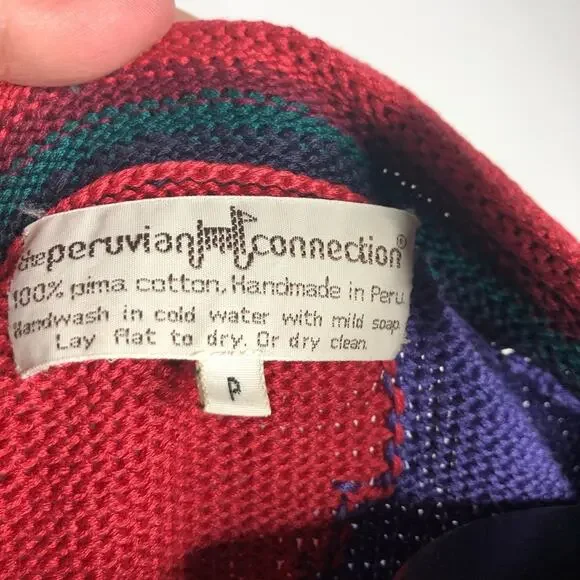 the peruvian connection®
100% pima cotton. Handmade in Peru.
Handwash in cold water with mild soap.
Lay flat to dry. Or dry clean.
P